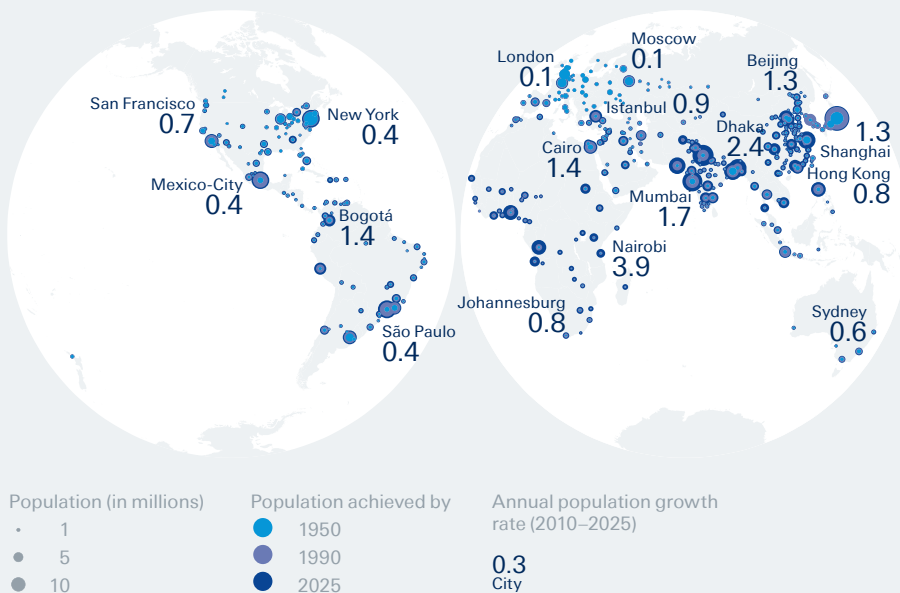 San Francisco
0.7
New York
0.4
Mexico-City
0.4
Bogotá
1.4
São Paulo
0.4
London
0.1
Moscow
0.1
Beijing
1.3
Istanbul 0.9
Dhaka
2.4
1.3
Shanghai
Cairo
1.4
Hong Kong
0.8
Mumbai
1.7
Nairobi
3.9
Johannesburg
0.8
Sydney
0.6
Population (in millions)
1
5
10
Population achieved by
1950
1990
2025
Annual population growth
rate (2010–2025)
0.3
City